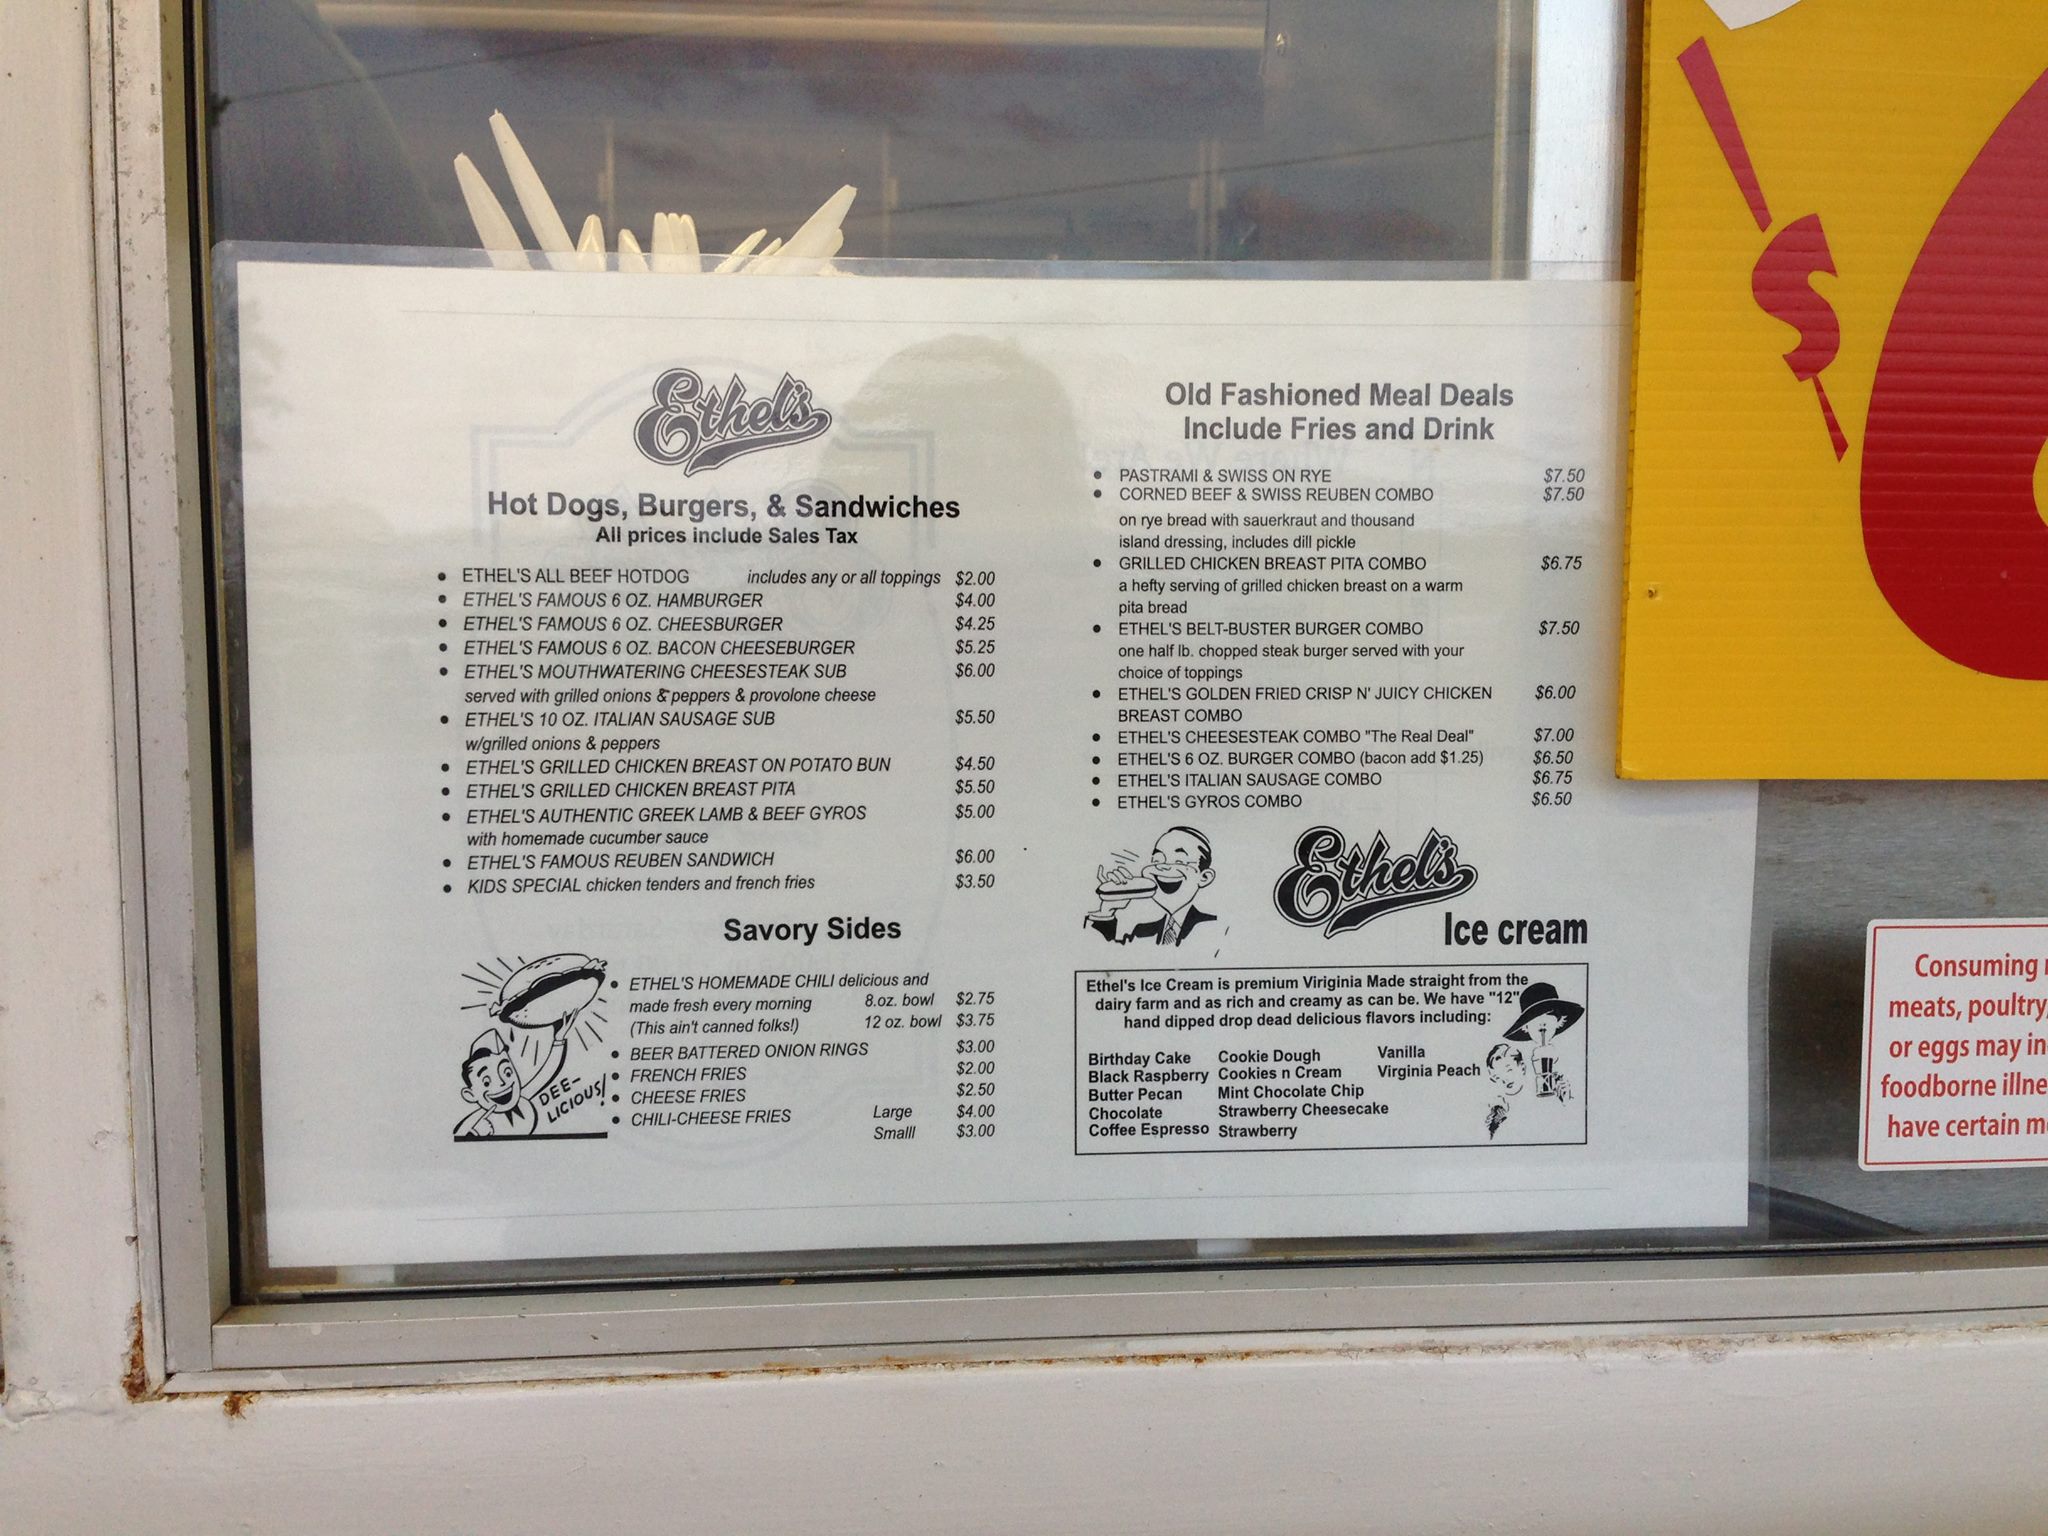 Ethel's
Hot Dogs, Burgers, & Sandwiches
All prices include Sales Tax
• ETHEL'S ALL BEEF HOTDOG includes any or all toppings $2.00
• ETHEL'S FAMOUS 6 OZ. HAMBURGER $4.00
• ETHEL'S FAMOUS 6 OZ. CHEESBURGER $4.25
• ETHEL'S FAMOUS 6 OZ. BACON CHEESEBURGER $5.25
• ETHEL'S MOUTHWATERING CHEESESTEAK SUB $6.00
served with grilled onions & peppers & provolone cheese
• ETHEL'S 10 OZ. ITALIAN SAUSAGE SUB $5.50
w/grilled onions & peppers
• ETHEL'S GRILLED CHICKEN BREAST ON POTATO BUN $4.50
• ETHEL'S GRILLED CHICKEN BREAST PITA $5.50
• ETHEL'S AUTHENTIC GREEK LAMB & BEEF GYROS $5.00
with homemade cucumber sauce
• ETHEL'S FAMOUS REUBEN SANDWICH $6.00
• KIDS SPECIAL chicken tenders and french fries $3.50
Savory Sides
• ETHEL'S HOMEMADE CHILI delicious and
made fresh every morning 8.oz. bowl $2.75
(This ain't canned folks!) 12 oz. bowl $3.75
• BEER BATTERED ONION RINGS $3.00
• FRENCH FRIES $2.00
• CHEESE FRIES $2.50
• CHILI-CHEESE FRIES Large $4.00
Smalll $3.00
DEE-
LICIOUS!
Old Fashioned Meal Deals
Include Fries and Drink
• PASTRAMI & SWISS ON RYE $7.50
• CORNED BEEF & SWISS REUBEN COMBO $7.50
on rye bread with sauerkraut and thousand
island dressing, includes dill pickle
• GRILLED CHICKEN BREAST PITA COMBO $6.75
a hefty serving of grilled chicken breast on a warm
pita bread
• ETHEL'S BELT-BUSTER BURGER COMBO $7.50
one half lb. chopped steak burger served with your
choice of toppings
• ETHEL'S GOLDEN FRIED CRISP N' JUICY CHICKEN $6.00
BREAST COMBO
• ETHEL'S CHEESESTEAK COMBO "The Real Deal" $7.00
• ETHEL'S 6 OZ. BURGER COMBO (bacon add $1.25) $6.50
• ETHEL'S ITALIAN SAUSAGE COMBO $6.75
• ETHEL'S GYROS COMBO $6.50
Ethel's
Ice cream
Ethel's Ice Cream is premium Viriginia Made straight from the
dairy farm and as rich and creamy as can be. We have "12"
hand dipped drop dead delicious flavors including:
Birthday Cake Cookie Dough Vanilla
Black Raspberry Cookies n Cream Virginia Peach
Butter Pecan Mint Chocolate Chip
Chocolate Strawberry Cheesecake
Coffee Espresso Strawberry
Consuming
meats, poultry,
or eggs may in
foodborne illne
have certain m